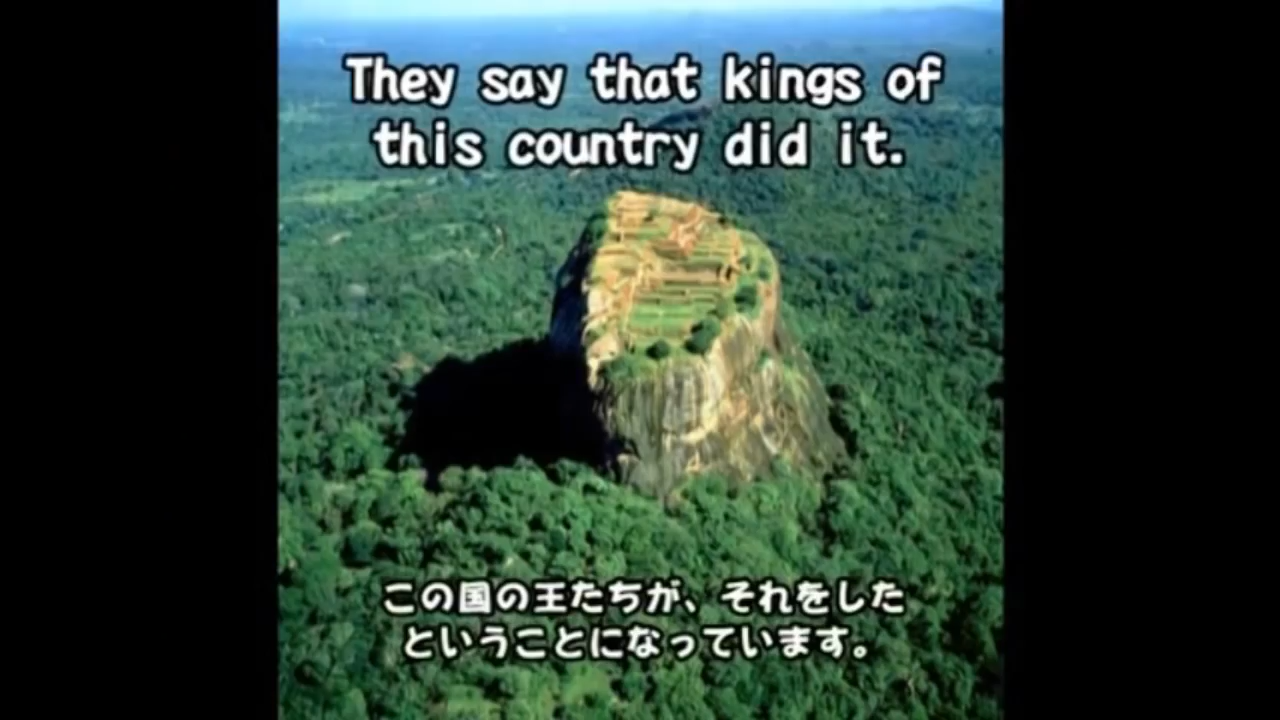 They say that kings of
this country did it.
この国の王たちが、それをした
ということになっています。